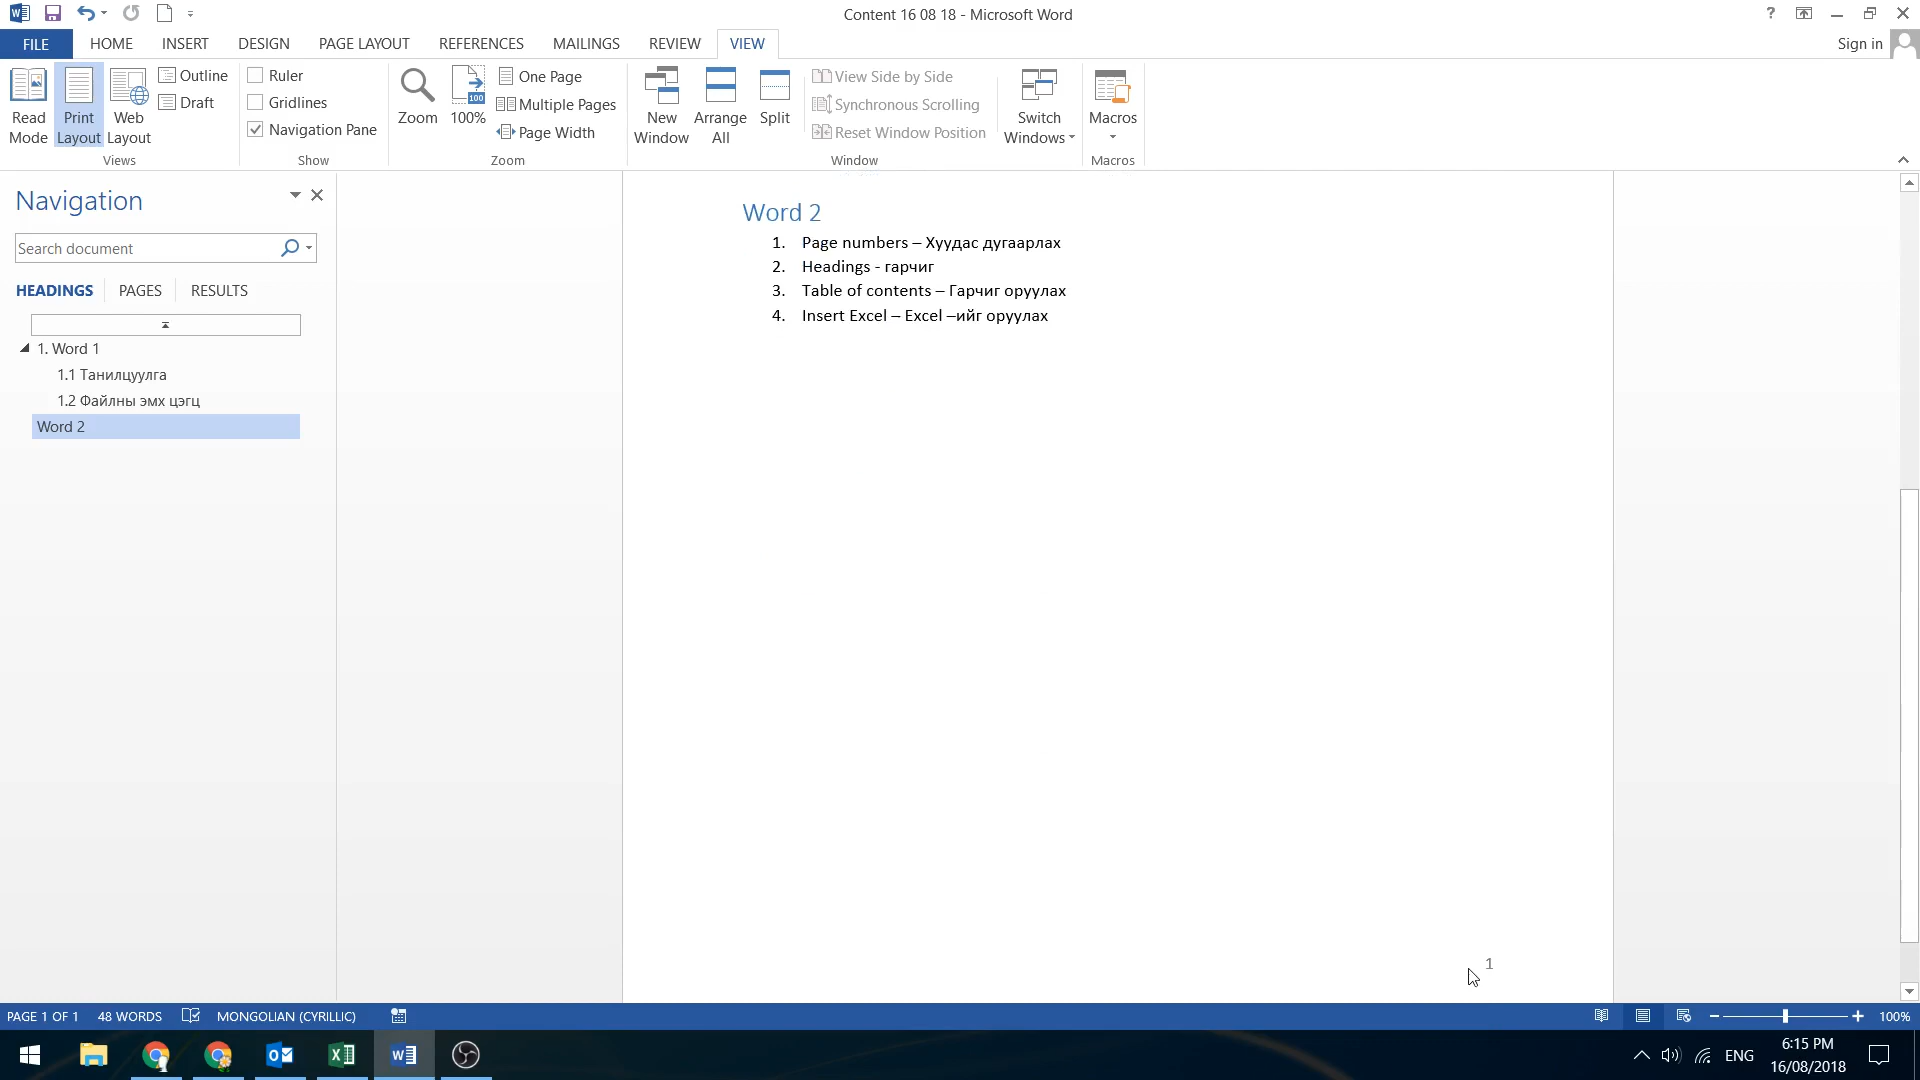 Content 16 08 18 - Microsoft Word
?
FILE HOME INSERT DESIGN PAGE LAYOUT REFERENCES MAILINGS REVIEW VIEW
Sign in
Read Mode
Print Layout
Web Layout
Outline
Draft
Views
Ruler
Gridlines
Navigation Pane
Show
Zoom
100
100%
One Page
Multiple Pages
Page Width
Zoom
New Window
Arrange All
Split
View Side by Side
Synchronous Scrolling
Reset Window Position
Window
Switch Windows
Macros
Macros
Navigation
Search document
HEADINGS PAGES RESULTS
1. Word 1
1.1 Танилцуулга
1.2 Файлны эмх цэгц
Word 2
Word 2
1. Page numbers – Хуудас дугаарлах
2. Headings - гарчиг
3. Table of contents – Гарчиг оруулах
4. Insert Excel – Excel –ийг оруулах
1
PAGE 1 OF 1 48 WORDS MONGOLIAN (CYRILLIC)
100%
ENG
6:15 PM
16/08/2018